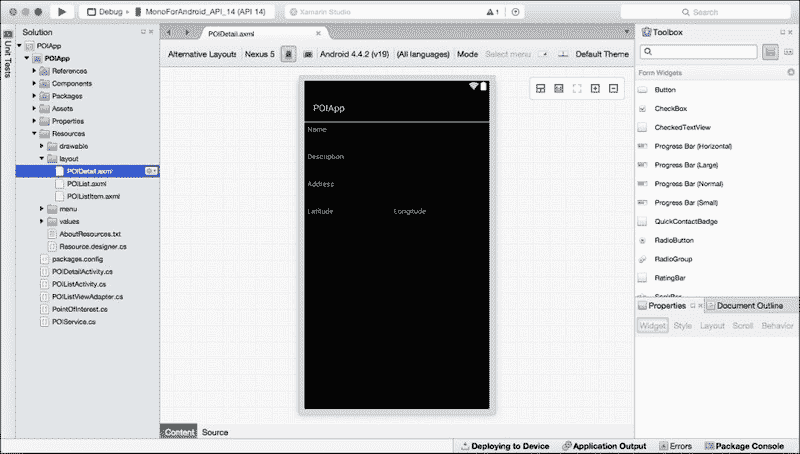 Debug
MonoForAndroid_API_14 (API 14)
Xamarin Studio
1
Search
Unit Tests
Solution
POIApp
POIApp
References
Components
Packages
Assets
Properties
Resources
drawable
layout
POIDetail.axml
POIList.axml
POIListItem.axml
menu
values
AboutResources.txt
Resource.designer.cs
packages.config
POIDetailActivity.cs
POIListActivity.cs
POIListViewAdapter.cs
PointOfInterest.cs
POIService.cs
POIDetail.axml
Alternative Layouts Nexus 5 Android 4.4.2 (v19) (All languages) Mode Select menu Default Theme
POIApp
Name
Description
Address
Latitude Longitude
Content Source
Toolbox
Form Widgets
Button
CheckBox
CheckedTextView
Progress Bar (Horizontal)
Progress Bar (Large)
Progress Bar (Normal)
Progress Bar (Small)
QuickContactBadge
RadioButton
RadioGroup
RatingBar
Properties Document Outline
Widget Style Layout Scroll Behavior
Deploying to Device Application Output Errors Package Console